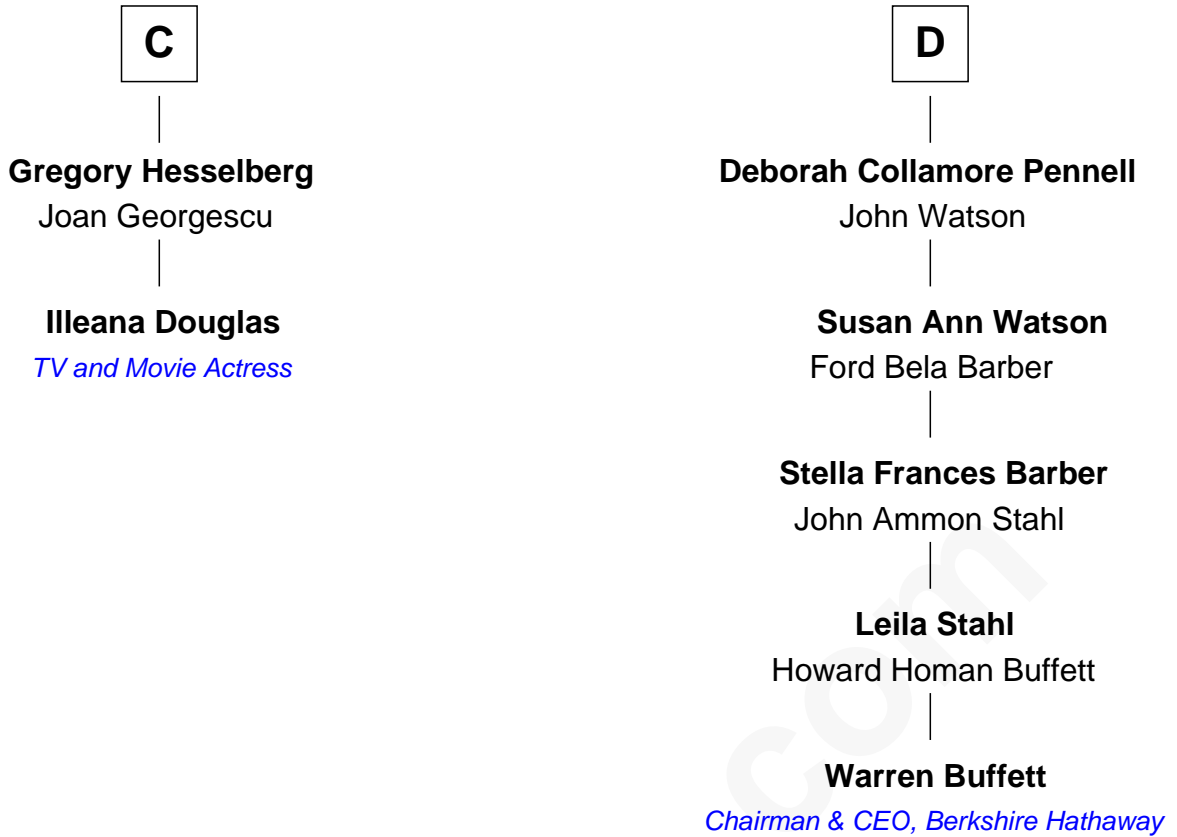 C
Gregory Hesselberg
Joan Georgescu
Illeana Douglas
TV and Movie Actress
D
Deborah Collamore Pennell
John Watson
Susan Ann Watson
Ford Bela Barber
Stella Frances Barber
John Ammon Stahl
Leila Stahl
Howard Homan Buffett
Warren Buffett
Chairman & CEO, Berkshire Hathaway
com